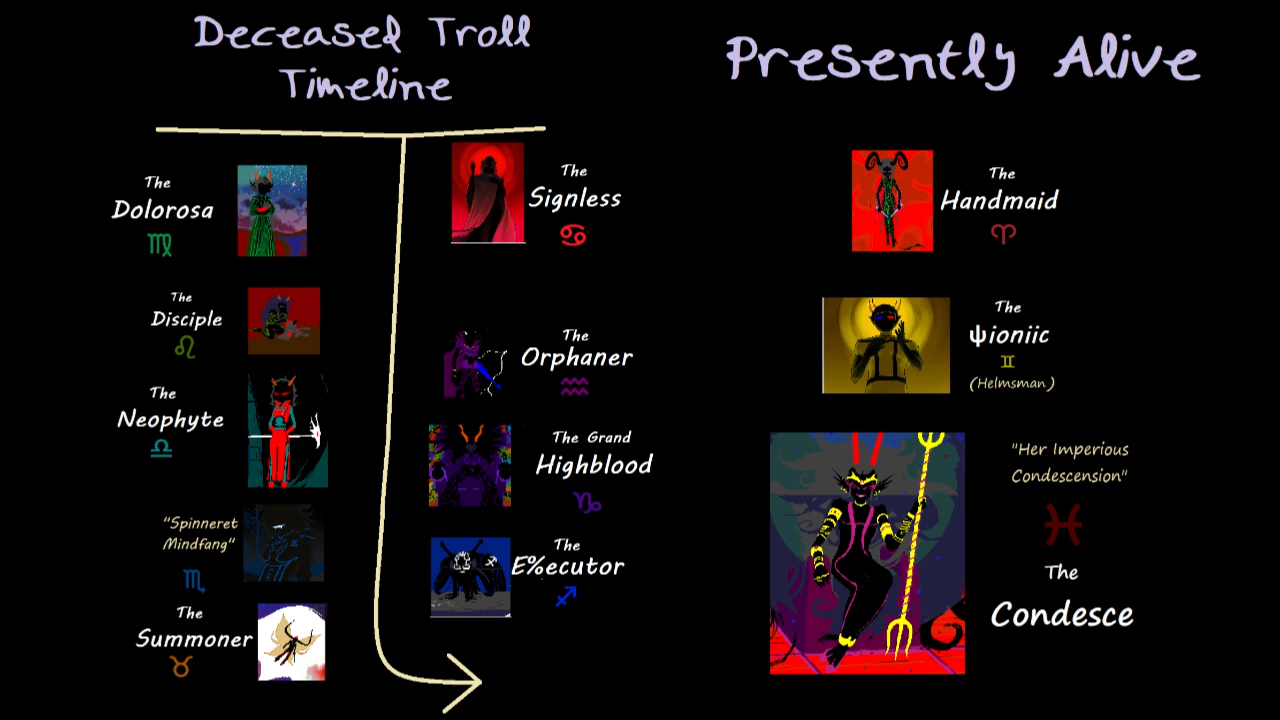 Deceased Troll
Timeline
The
Dolorosa
♍
The
Disciple
♌
The
Neophyte
♎
"Spinneret
Mindfang"
♏
The
Summoner
♉
The
Signless
♋
The
Orphaner
♒
The Grand
Highblood
♑
The
E%ecutor
♐
Presently Alive
The
Handmaid
♈
The
ψioniic
♊
(Helmsman)
"Her Imperious
Condescension"
♓
The
Condesce